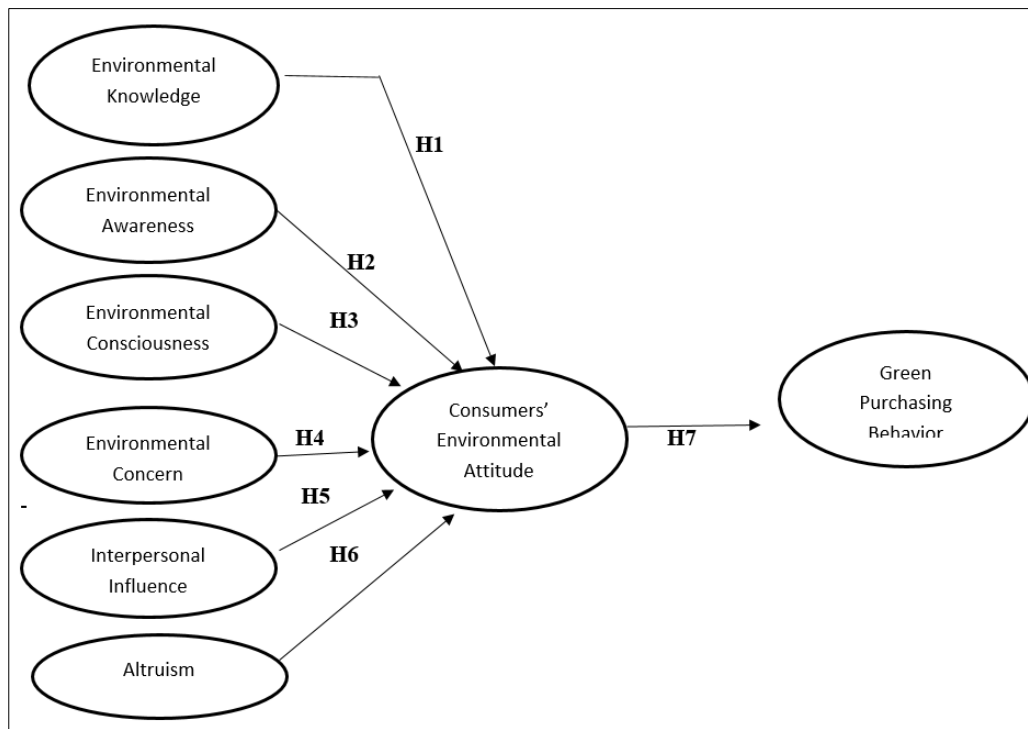 Environmental
Knowledge
H1
Environmental
Awareness
H2
Environmental
Consciousness
H3
Environmental
Concern
H4
-
Interpersonal
Influence
H5
Altruism
H6
Consumers’
Environmental
Attitude
H7
Green
Purchasing
Behavior